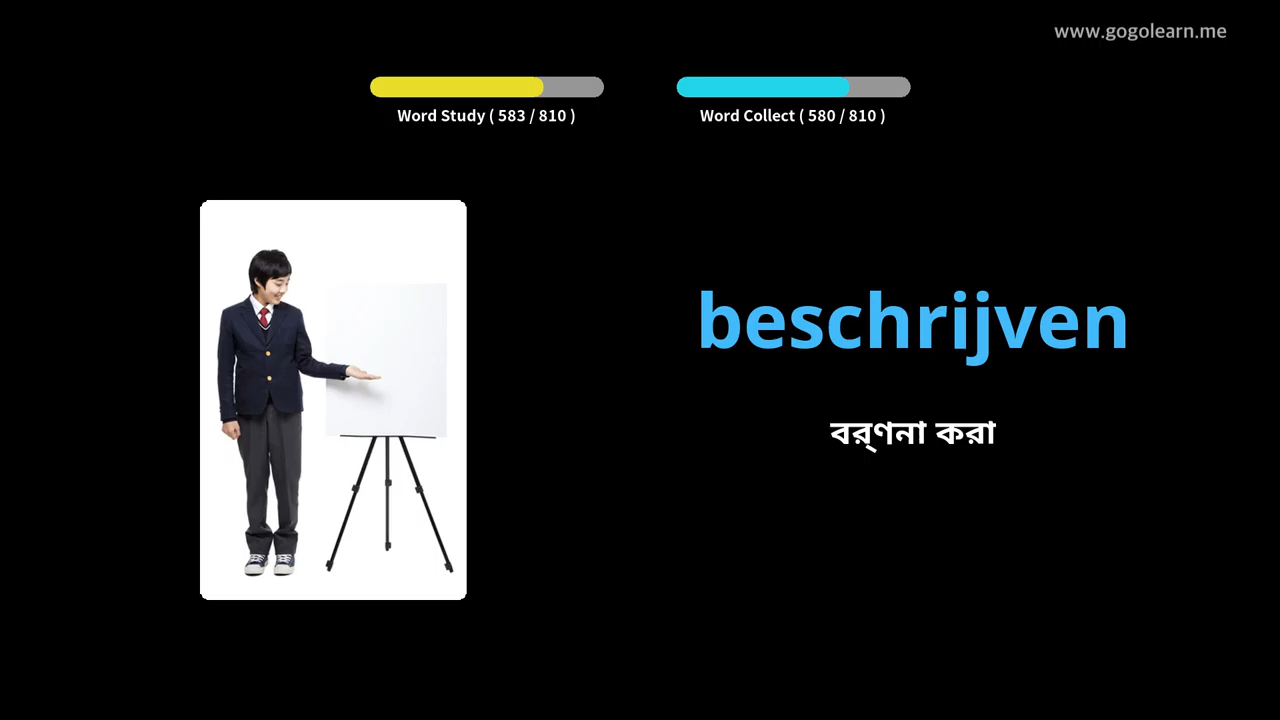 www.gogolearn.me
Word Study ( 583 / 810 )
Word Collect ( 580 / 810 )
beschrijven
বর্ণনা করা